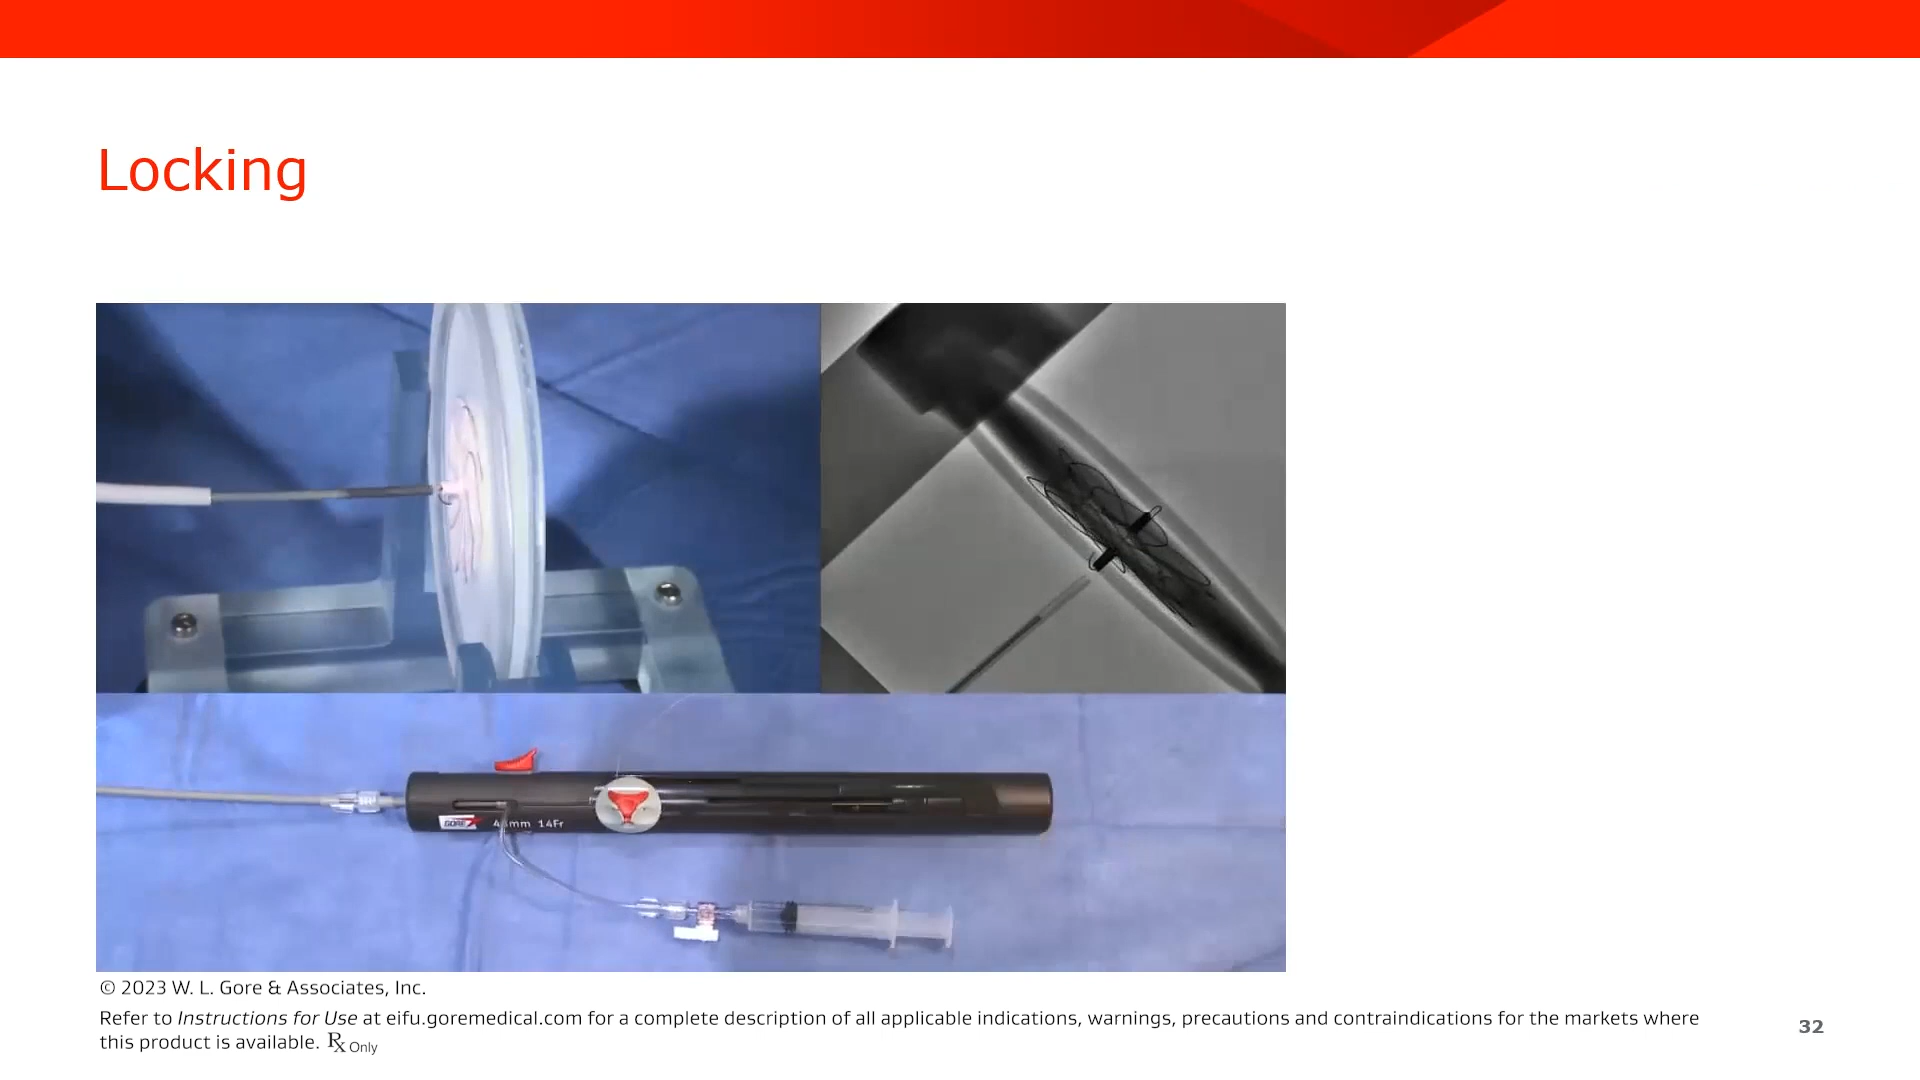 Locking
GORE
mm 14Fr
© 2023 W. L. Gore & Associates, Inc.
Refer to Instructions for Use at eifu.goremedical.com for a complete description of all applicable indications, warnings, precautions and contraindications for the markets where
this product is available. Rx Only
32